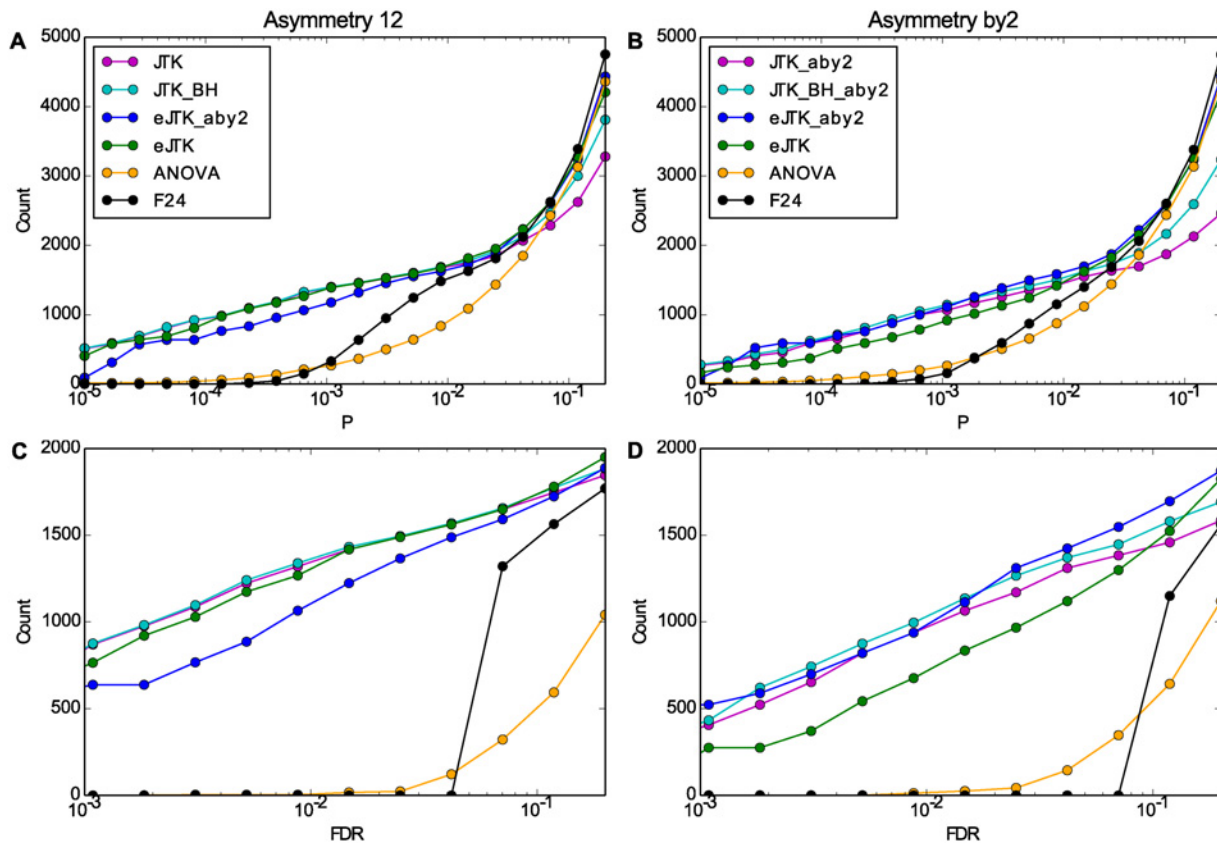 Asymmetry 12
Asymmetry by2
A
5000
4000
3000
2000
1000
0
Count
JTK
JTK_BH
eJTK_aby2
eJTK
ANOVA
F24
10-5
10-4
10-3
10-2
10-1
P
B
5000
4000
3000
2000
1000
0
Count
JTK_aby2
JTK_BH_aby2
eJTK_aby2
eJTK
ANOVA
F24
10-5
10-4
10-3
10-2
10-1
P
C
2000
1500
1000
500
0
Count
10-3
10-2
10-1
FDR
D
2000
1500
1000
500
0
Count
10-3
10-2
10-1
FDR